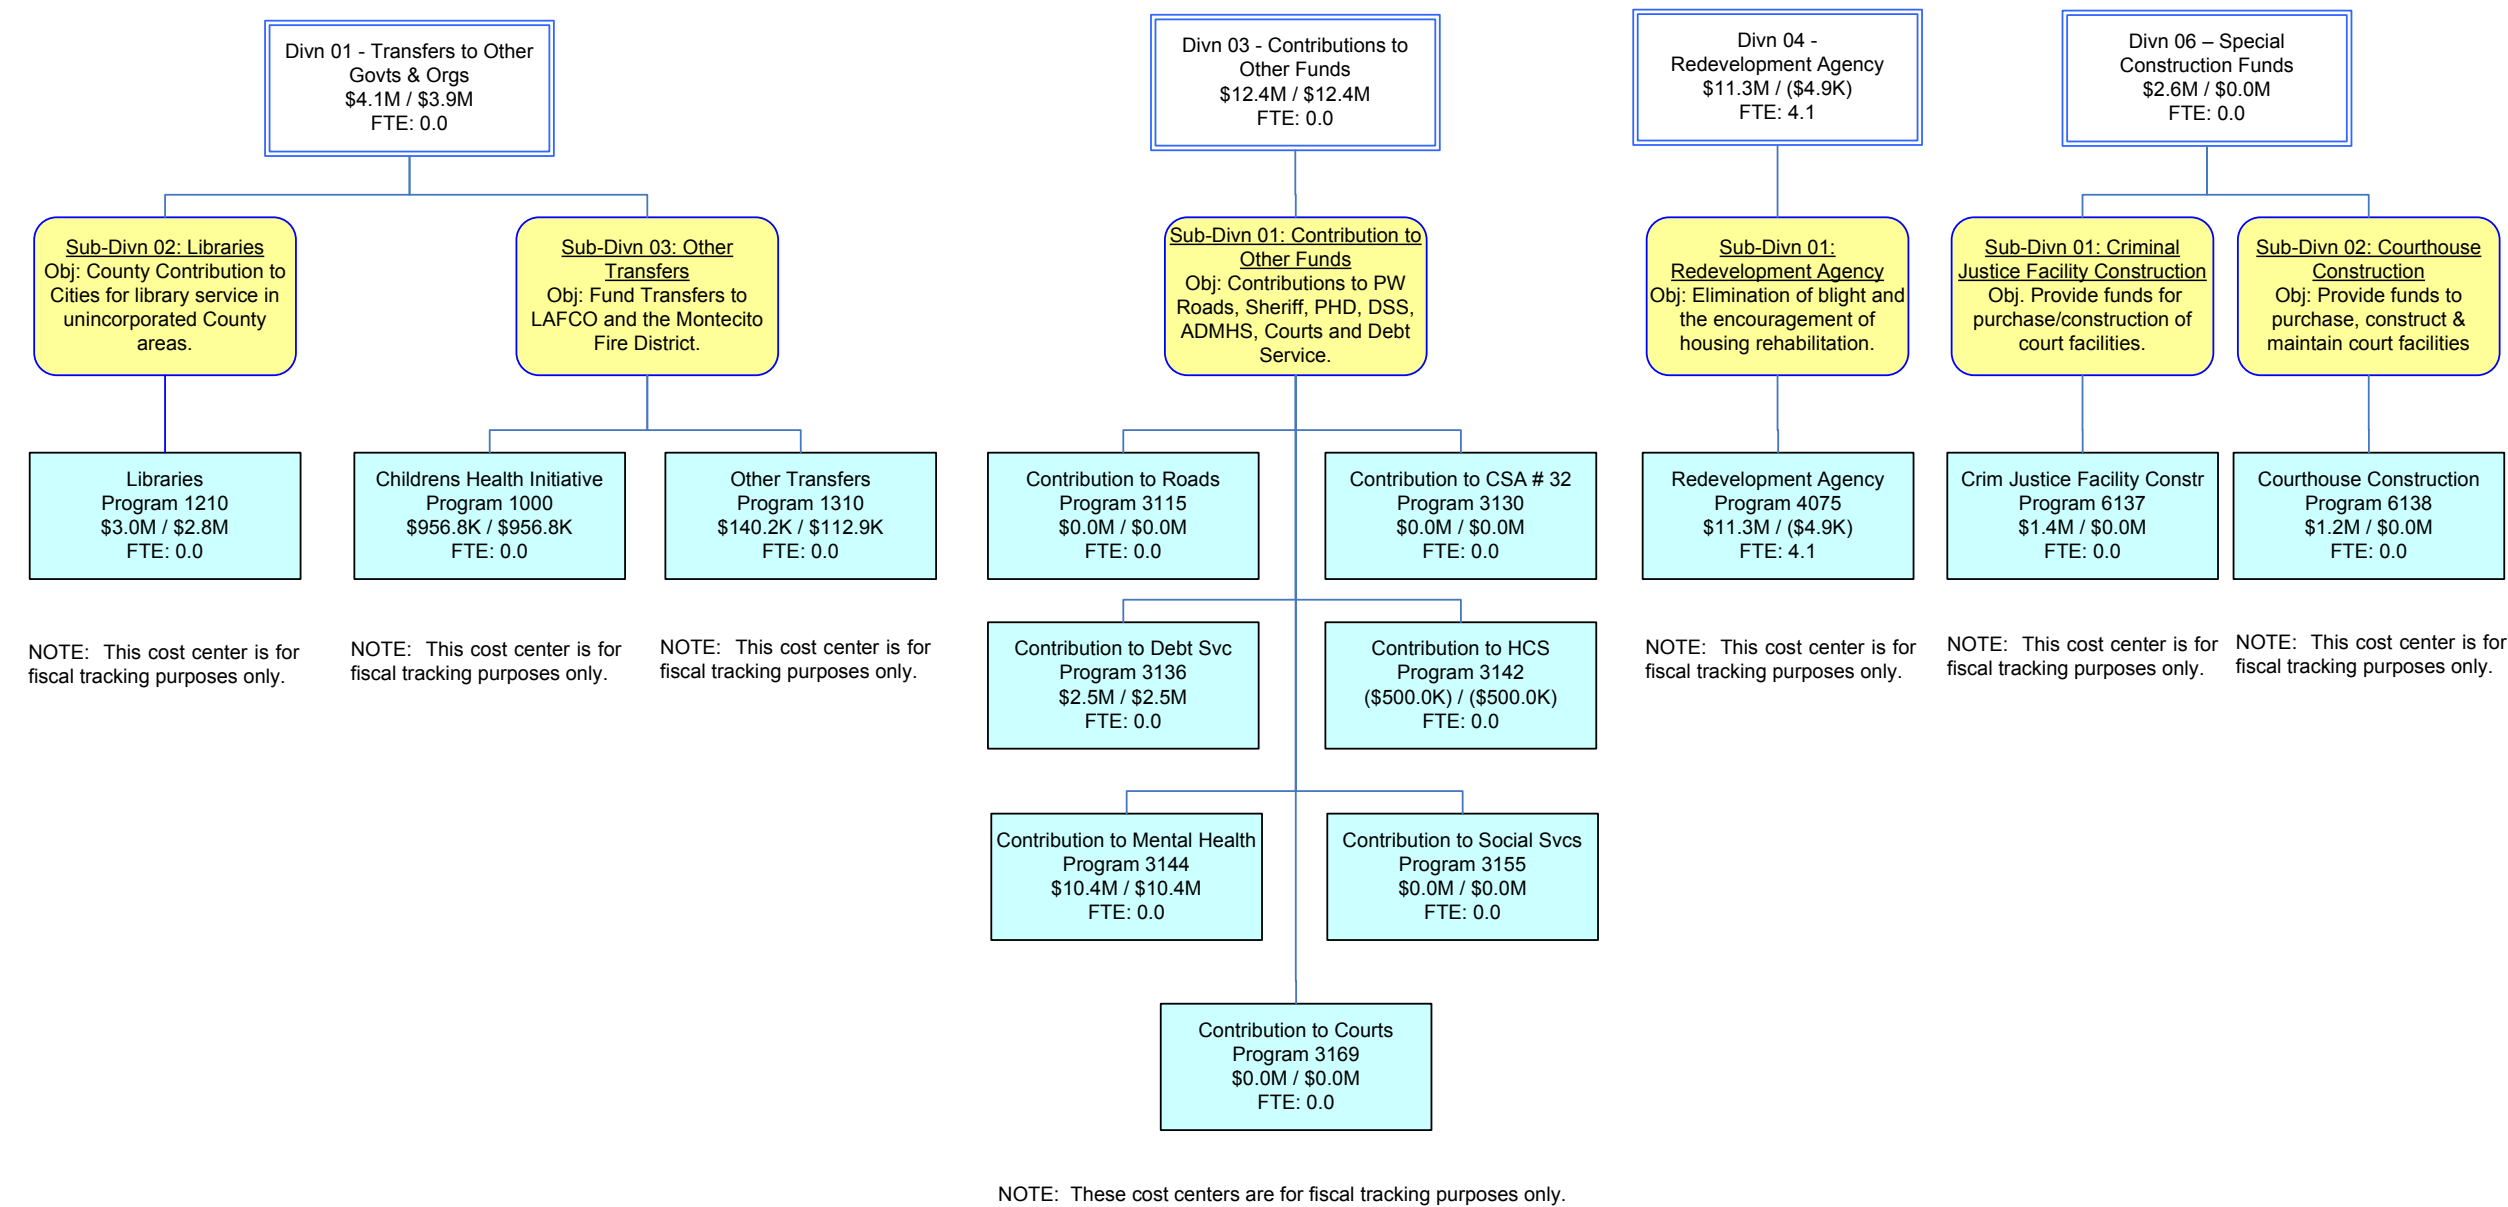 Divn 01 - Transfers to Other
Govts & Orgs
$4.1M / $3.9M
FTE: 0.0
Divn 03 - Contributions to
Other Funds
$12.4M / $12.4M
FTE: 0.0
Divn 04 -
Redevelopment Agency
$11.3M / ($4.9K)
FTE: 4.1
Divn 06 – Special
Construction Funds
$2.6M / $0.0M
FTE: 0.0
Sub-Divn 02: Libraries
Obj: County Contribution to
Cities for library service in
unincorporated County
areas.
Sub-Divn 03: Other
Transfers
Obj: Fund Transfers to
LAFCO and the Montecito
Fire District.
Sub-Divn 01: Contribution to
Other Funds
Obj: Contributions to PW
Roads, Sheriff, PHD, DSS,
ADMHS, Courts and Debt
Service.
Sub-Divn 01:
Redevelopment Agency
Obj: Elimination of blight and
the encouragement of
housing rehabilitation.
Sub-Divn 01: Criminal
Justice Facility Construction
Obj. Provide funds for
purchase/construction of
court facilities.
Sub-Divn 02: Courthouse
Construction
Obj: Provide funds to
purchase, construct &
maintain court facilities
Libraries
Program 1210
$3.0M / $2.8M
FTE: 0.0
Childrens Health Initiative
Program 1000
$956.8K / $956.8K
FTE: 0.0
Other Transfers
Program 1310
$140.2K / $112.9K
FTE: 0.0
Contribution to Roads
Program 3115
$0.0M / $0.0M
FTE: 0.0
Contribution to CSA # 32
Program 3130
$0.0M / $0.0M
FTE: 0.0
Redevelopment Agency
Program 4075
$11.3M / ($4.9K)
FTE: 4.1
Crim Justice Facility Constr
Program 6137
$1.4M / $0.0M
FTE: 0.0
Courthouse Construction
Program 6138
$1.2M / $0.0M
FTE: 0.0
NOTE: This cost center is for
fiscal tracking purposes only.
NOTE: This cost center is for
fiscal tracking purposes only.
NOTE: This cost center is for
fiscal tracking purposes only.
Contribution to Debt Svc
Program 3136
$2.5M / $2.5M
FTE: 0.0
Contribution to HCS
Program 3142
($500.0K) / ($500.0K)
FTE: 0.0
NOTE: This cost center is for
fiscal tracking purposes only.
NOTE: This cost center is for
fiscal tracking purposes only.
NOTE: This cost center is for
fiscal tracking purposes only.
Contribution to Mental Health
Program 3144
$10.4M / $10.4M
FTE: 0.0
Contribution to Social Svcs
Program 3155
$0.0M / $0.0M
FTE: 0.0
Contribution to Courts
Program 3169
$0.0M / $0.0M
FTE: 0.0
NOTE: These cost centers are for fiscal tracking purposes only.